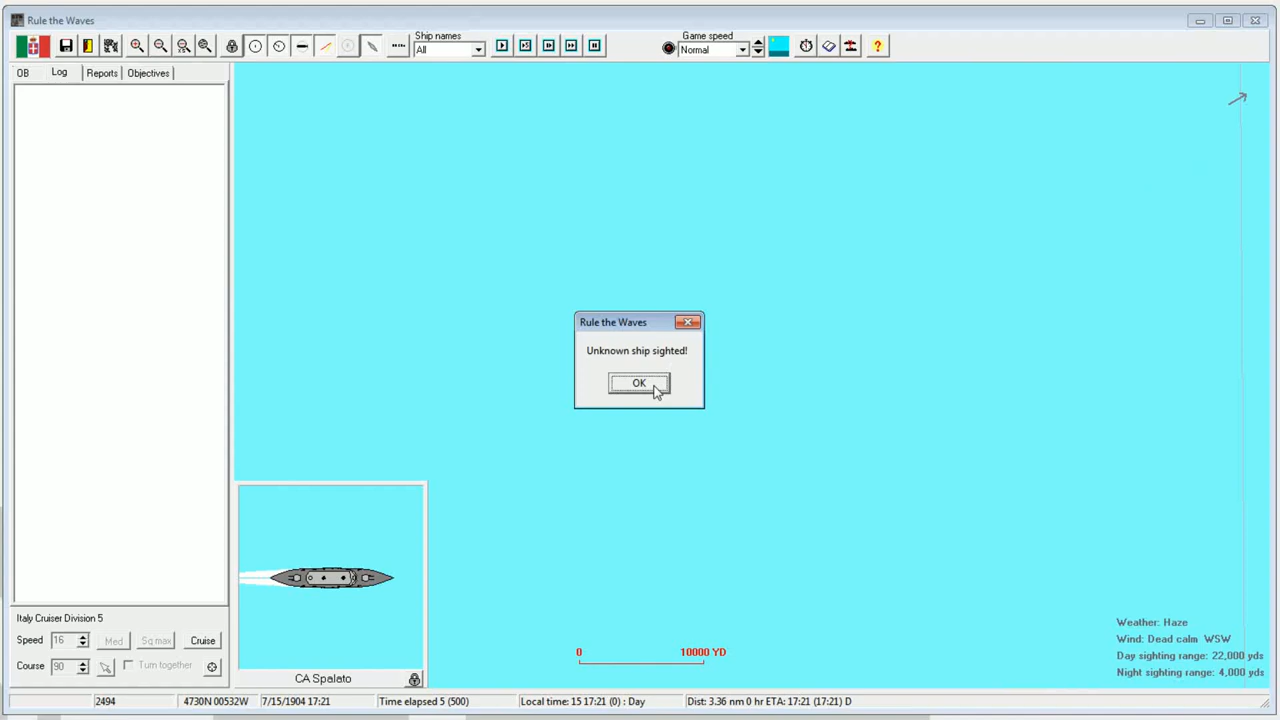 Rule the Waves
Ship names
All
Game speed
Normal
?
OB Log Reports Objectives
Rule the Waves
Unknown ship sighted!
OK
Italy Cruiser Division 5
Speed 16 Med Sq max Cruise
Course 90 Turn together
CA Spalato
0 10000 YD
Weather: Haze
Wind: Dead calm WSW
Day sighting range: 22,000 yds
Night sighting range: 4,000 yds
2494 4730N 00532W 7/15/1904 17:21 Time elapsed 5 (500) Local time: 15 17:21 (0) : Day Dist: 3.36 nm 0 hr ETA: 17:21 (17:21) D